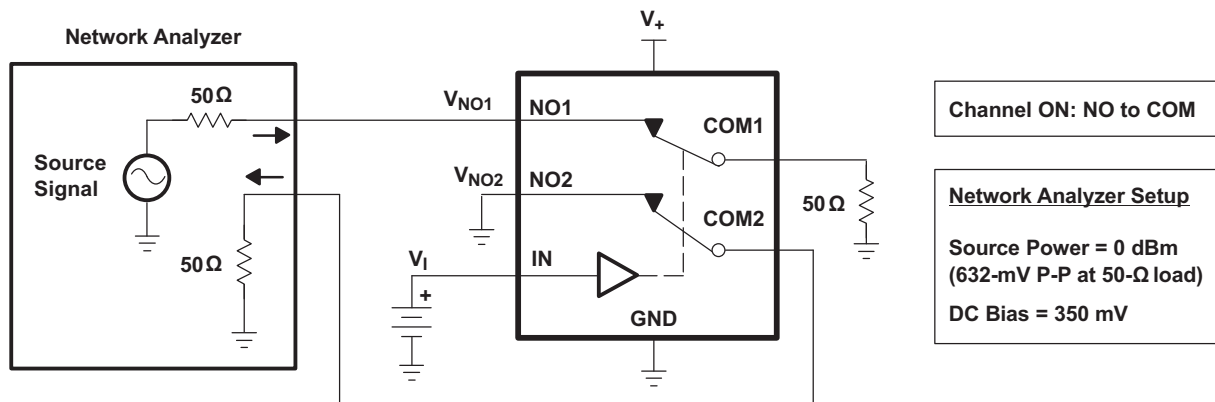 V+
Network Analyzer
50Ω
VNO1
NO1
COM1
Channel ON: NO to COM
Source
Signal
VNO2
NO2
COM2
50Ω
50Ω
VI
IN
+
GND
Network Analyzer Setup
Source Power = 0 dBm
(632-mV P-P at 50-Ω load)
DC Bias = 350 mV